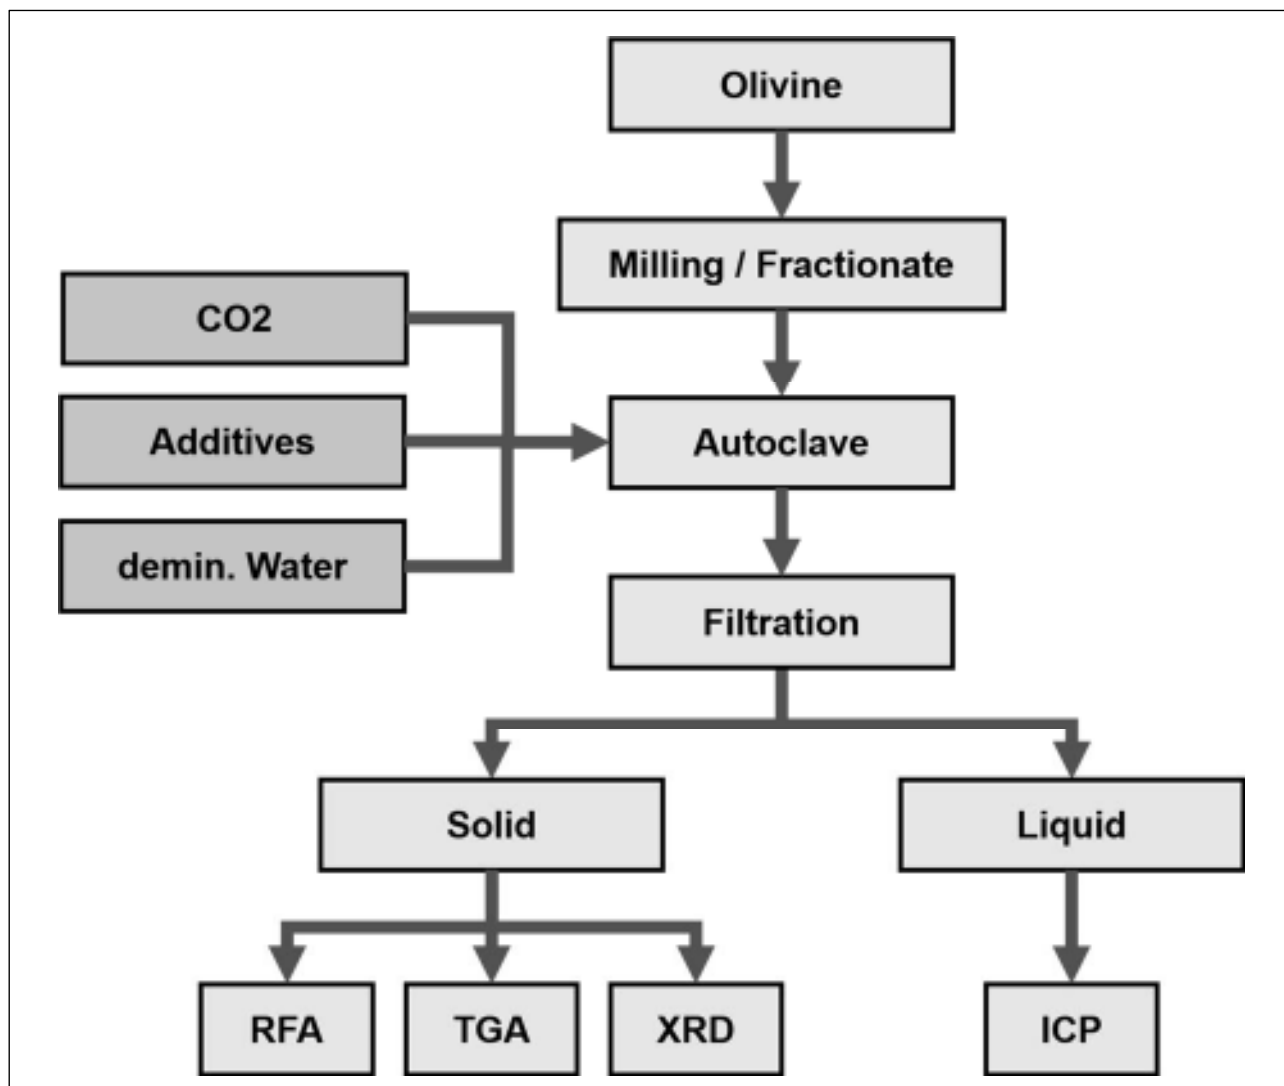 Olivine
Milling / Fractionate
CO2
Additives
Autoclave
demin. Water
Filtration
Solid
Liquid
RFA
TGA
XRD
ICP